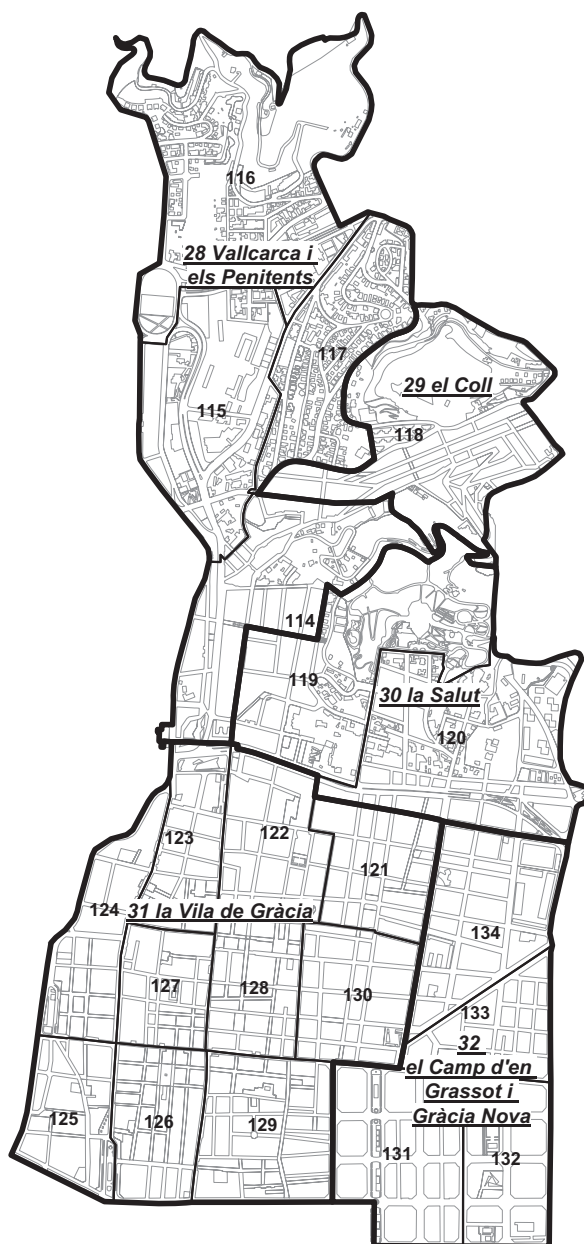 116
28 Vallcarca i
els Penitents
117
29 el Coll
115
118
114
119
30 la Salut
120
123
122
121
124
31 la Vila de Gràcia
134
127
128
130
133
32
el Camp d'en
Grassot i
Gràcia Nova
125
126
129
131
132